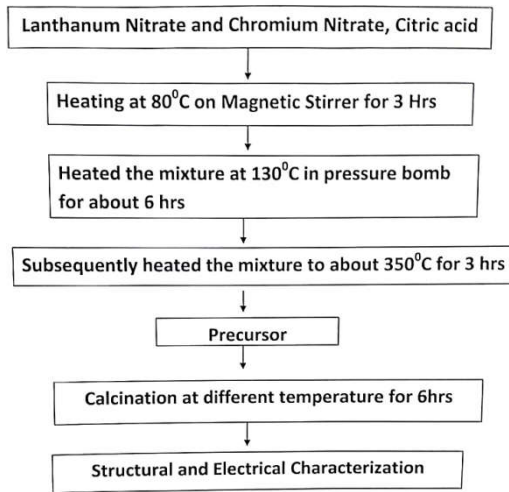 Lanthanum Nitrate and Chromium Nitrate, Citric acid
Heating at 80⁰C on Magnetic Stirrer for 3 Hrs
Heated the mixture at 130⁰C in pressure bomb
for about 6 hrs
Subsequently heated the mixture to about 350⁰C for 3 hrs
Precursor
Calcination at different temperature for 6hrs
Structural and Electrical Characterization